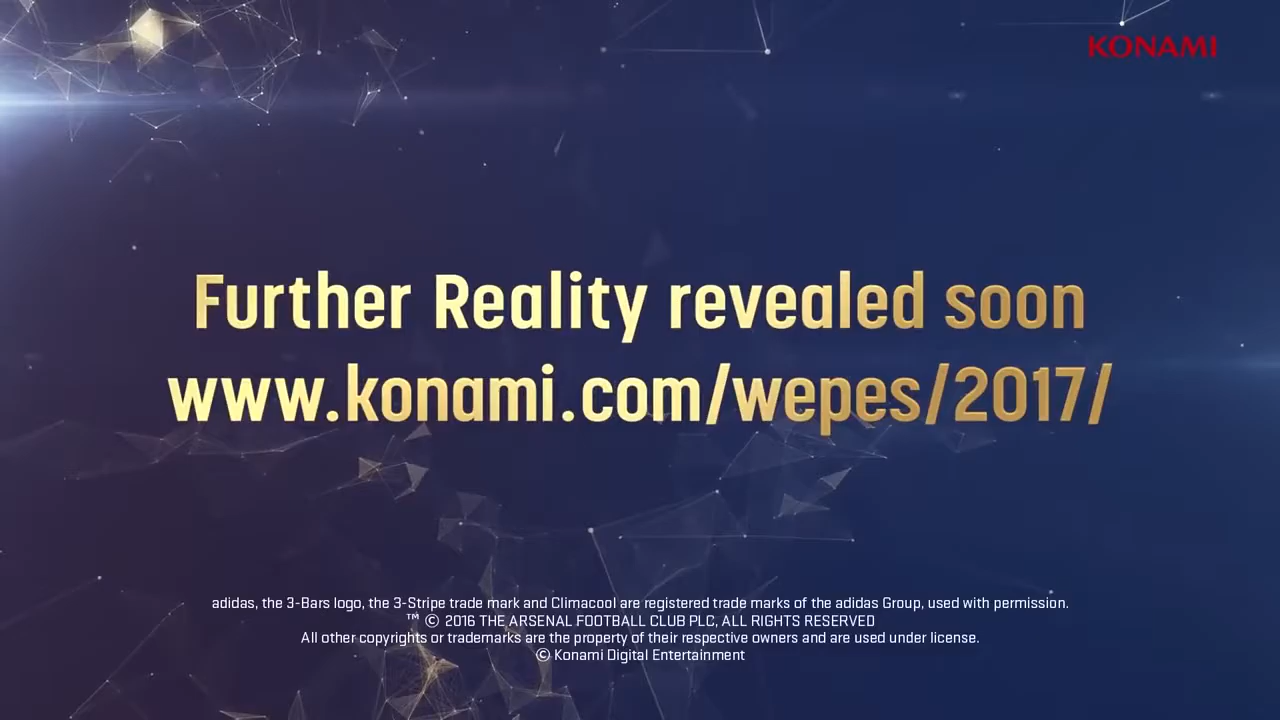 KONAMI
Further Reality revealed soon
www.konami.com/wepes/2017/
adidas, the 3-Bars logo, the 3-Stripe trade mark and Climacool are registered trade marks of the adidas Group, used with permission.
™ © 2016 THE ARSENAL FOOTBALL CLUB PLC, ALL RIGHTS RESERVED
All other copyrights or trademarks are the property of their respective owners and are used under license.
© Konami Digital Entertainment